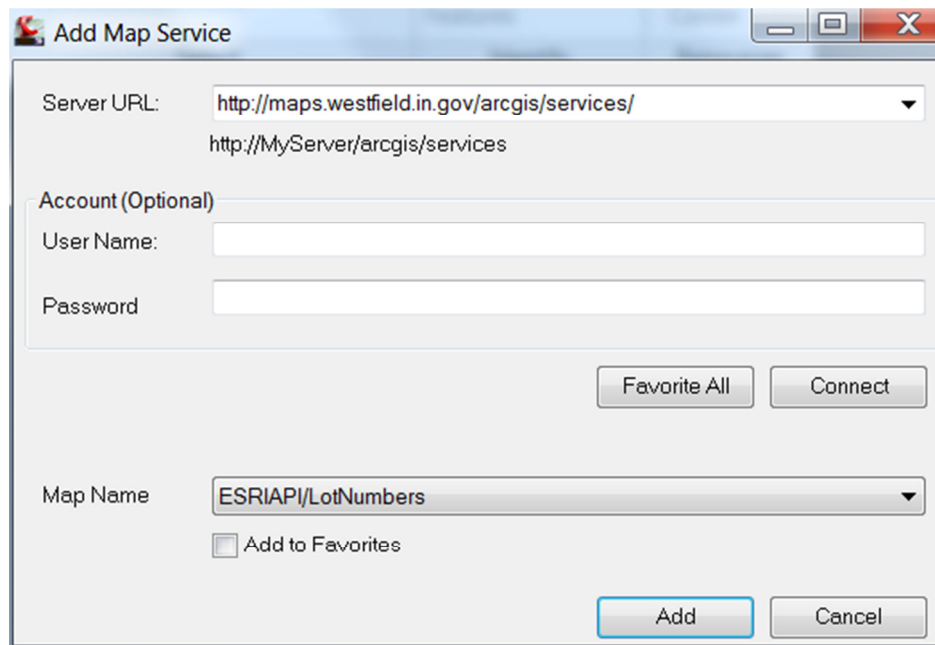 Add Map Service
Server URL: http://maps.westfield.in.gov/arcgis/services/
http://MyServer/arcgis/services
Account (Optional)
User Name:
Password
Favorite All Connect
Map Name ESRIAPI/LotNumbers
Add to Favorites
Add Cancel